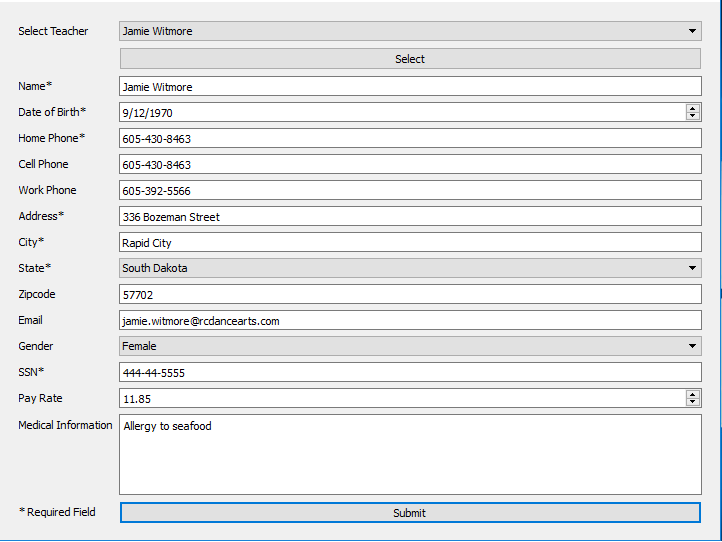 Select Teacher Jamie Witmore
Select
Name* Jamie Witmore
Date of Birth* 9/12/1970
Home Phone* 605-430-8463
Cell Phone 605-430-8463
Work Phone 605-392-5566
Address* 336 Bozeman Street
City* Rapid City
State* South Dakota
Zipcode 57702
Email jamie.witmore@rcdancearts.com
Gender Female
SSN* 444-44-5555
Pay Rate 11.85
Medical Information Allergy to seafood
* Required Field Submit